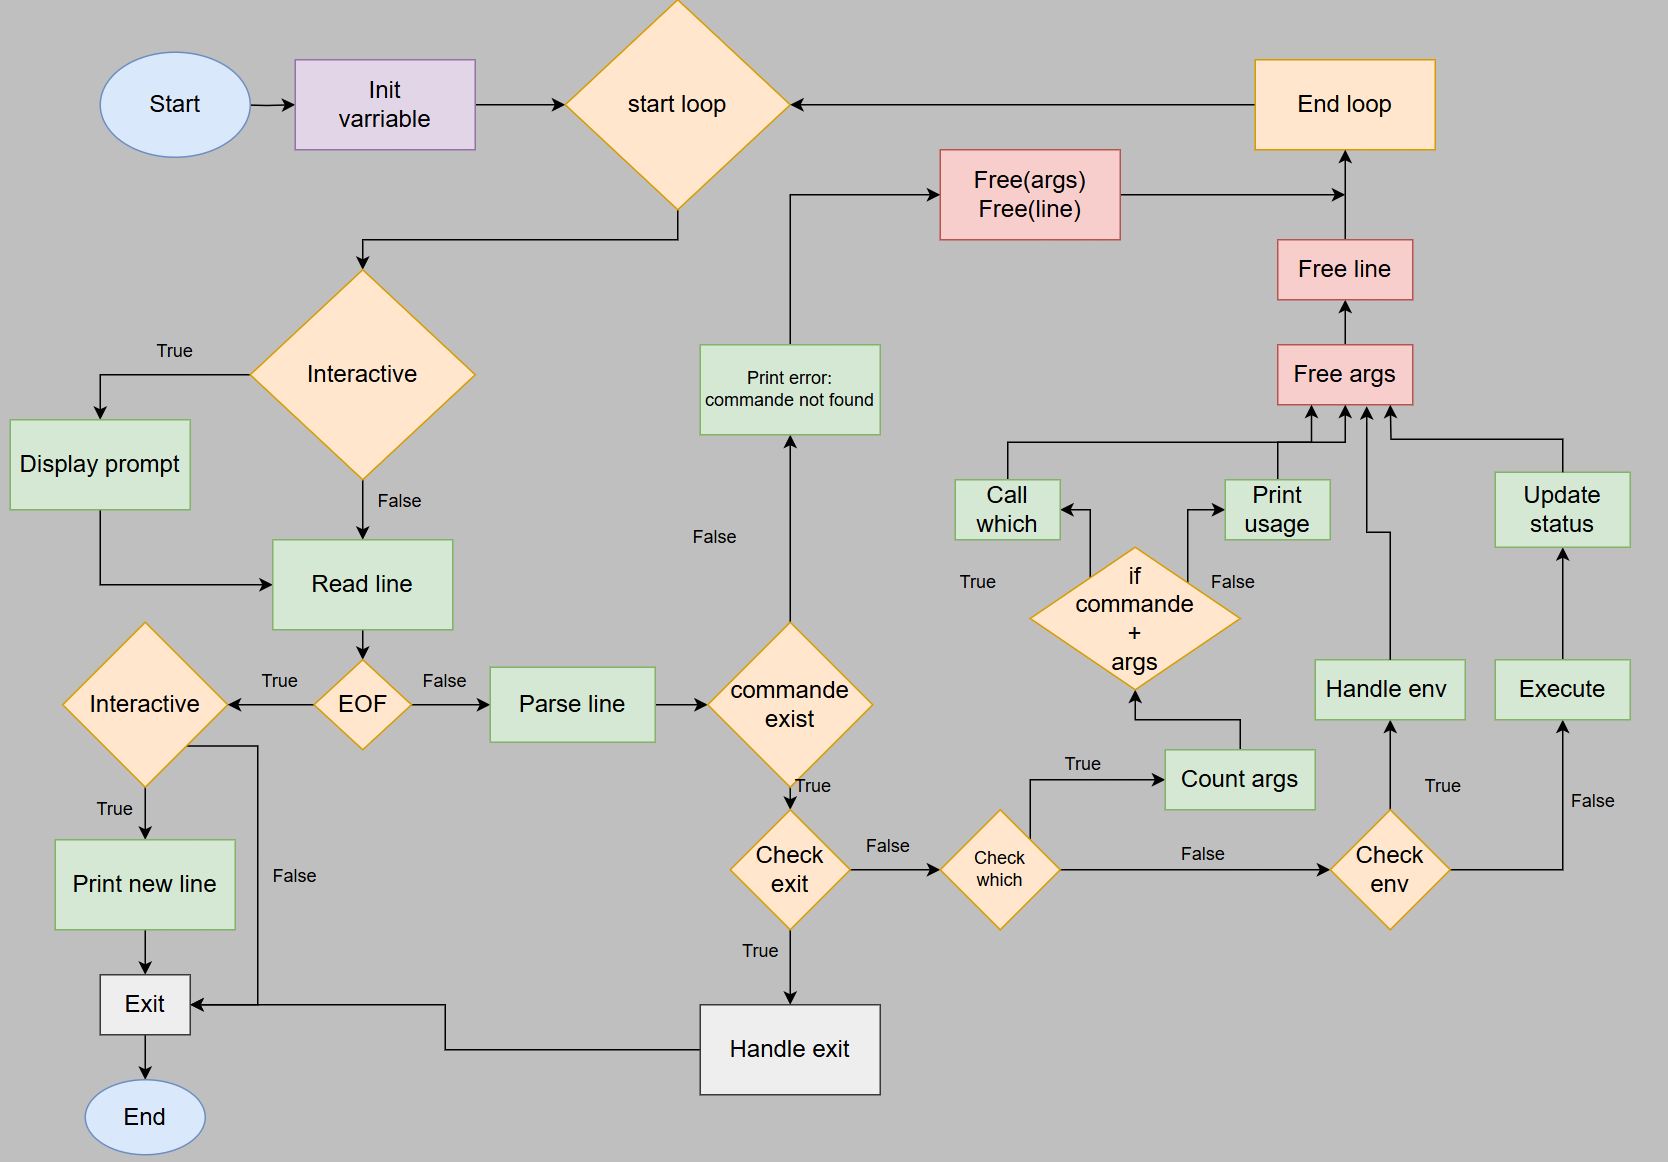 Start
Init
varriable
start loop
End loop
Free(args)
Free(line)
Free line
True
Interactive
Print error:
commande not found
Free args
Display prompt
False
Call
which
Print
usage
Update
status
False
Read line
True
if
commande
+
args
False
Interactive
True
EOF
False
Parse line
commande
exist
Handle env
Execute
True
True
Count args
True
False
True
Print new line
False
Check
exit
False
Check
which
False
Check
env
True
Exit
Handle exit
End